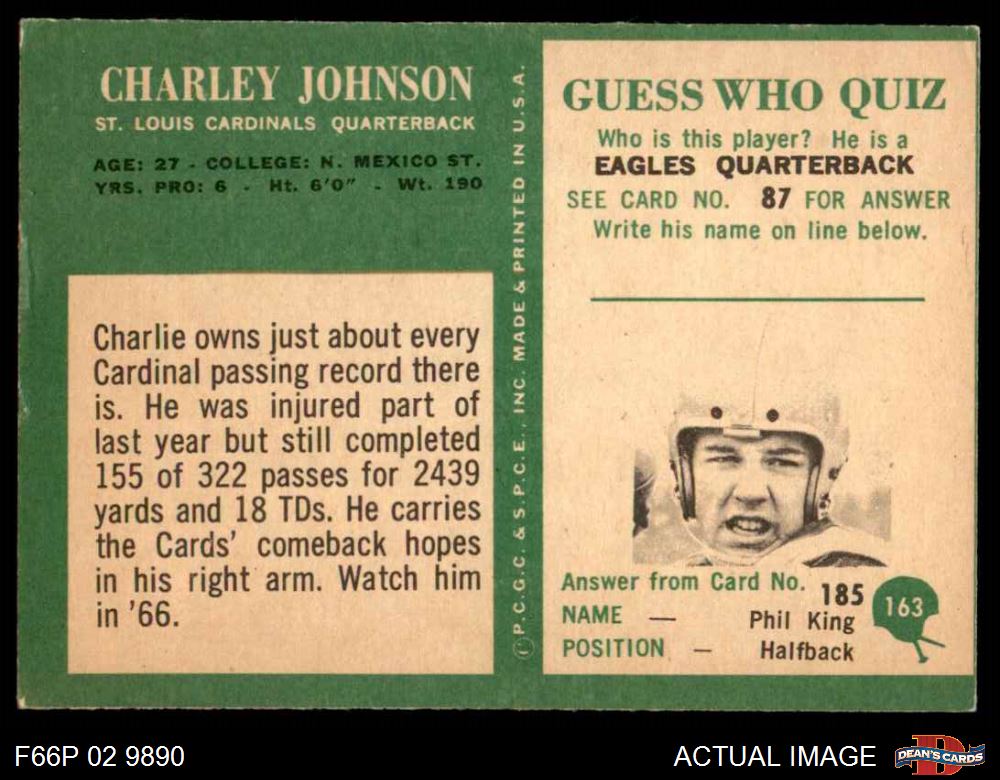 CHARLEY JOHNSON
ST. LOUIS CARDINALS QUARTERBACK
AGE: 27 - COLLEGE: N. MEXICO ST.
YRS. PRO: 6 - Ht. 6'0" - Wt. 190
Charlie owns just about every
Cardinal passing record there
is. He was injured part of
last year but still completed
155 of 322 passes for 2439
yards and 18 TDs. He carries
the Cards' comeback hopes
in his right arm. Watch him
in '66.
©P.C.G.C. & S.P.C.E., INC. MADE & PRINTED IN U.S.A.
GUESS WHO QUIZ
Who is this player? He is a
EAGLES QUARTERBACK
SEE CARD NO. 87 FOR ANSWER
Write his name on line below.
Answer from Card No. 185
NAME — Phil King
POSITION — Halfback
163
F66P 02 9890
ACTUAL IMAGE
D
DEAN'S CARDS